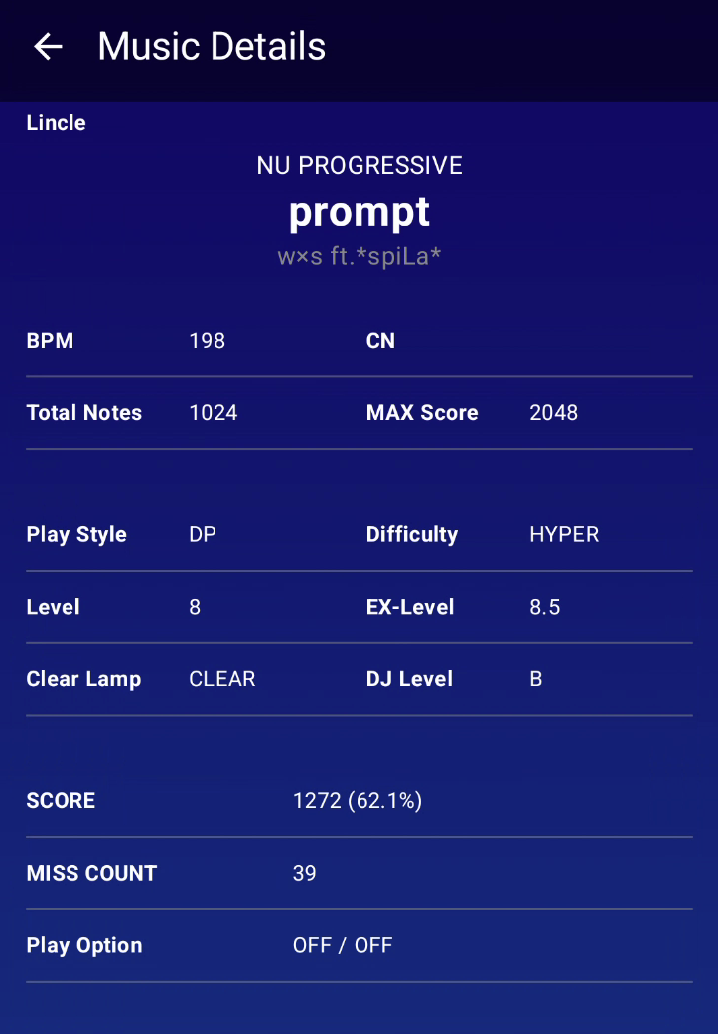 Music Details
Lincle
NU PROGRESSIVE
prompt
w×s ft.*spiLa*
BPM 198 CN
Total Notes 1024 MAX Score 2048
Play Style DP Difficulty HYPER
Level 8 EX-Level 8.5
Clear Lamp CLEAR DJ Level B
SCORE 1272 (62.1%)
MISS COUNT 39
Play Option OFF / OFF